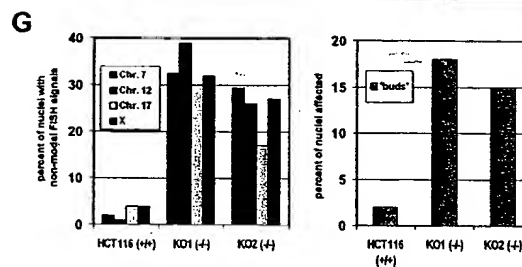 G
percent of nuclei with
non-modal FISH signals
40
30
20
10
0
Chr. 7
Chr. 12
Chr. 17
X
HCT116 (+/+)
KO1 (-/-)
KO2 (-/-)
percent of nuclei affected
20
15
10
5
0
"buds"
HCT116
(+/+)
KO1 (-/-)
KO2 (-/-)